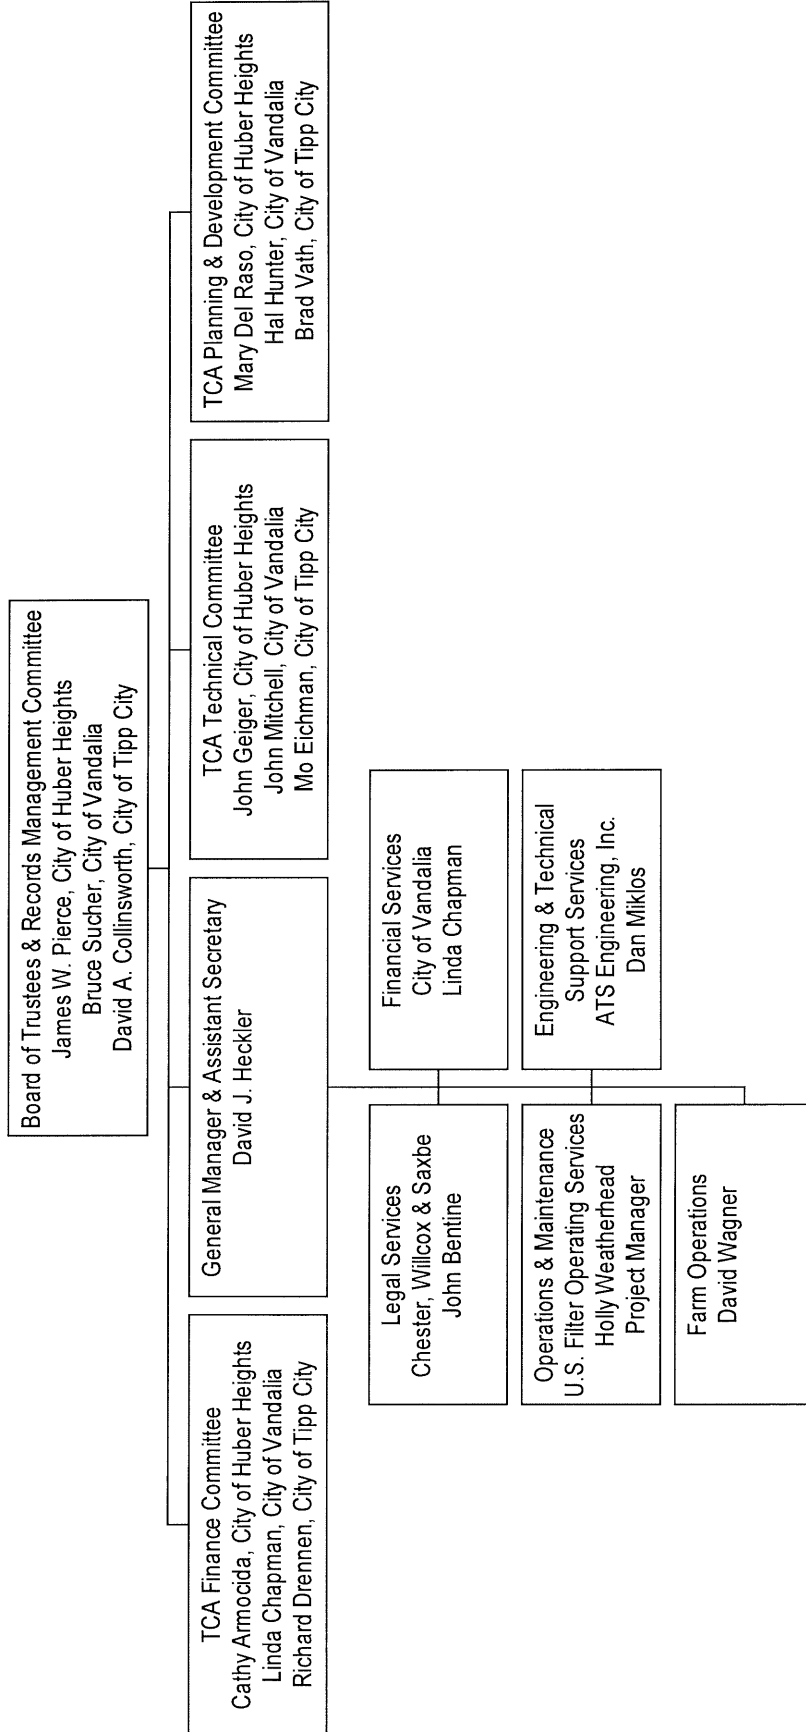 Board of Trustees & Records Management Committee
James W. Pierce, City of Huber Heights
Bruce Sucher, City of Vandalia
David A. Collinsworth, City of Tipp City
TCA Finance Committee
Cathy Armocida, City of Huber Heights
Linda Chapman, City of Vandalia
Richard Drennen, City of Tipp City
General Manager & Assistant Secretary
David J. Heckler
TCA Technical Committee
John Geiger, City of Huber Heights
John Mitchell, City of Vandalia
Mo Eichman, City of Tipp City
TCA Planning & Development Committee
Mary Del Raso, City of Huber Heights
Hal Hunter, City of Vandalia
Brad Vath, City of Tipp City
Legal Services
Chester, Willcox & Saxbe
John Bentine
Financial Services
City of Vandalia
Linda Chapman
Operations & Maintenance
U.S. Filter Operating Services
Holly Weatherhead
Project Manager
Engineering & Technical
Support Services
ATS Engineering, Inc.
Dan Miklos
Farm Operations
David Wagner